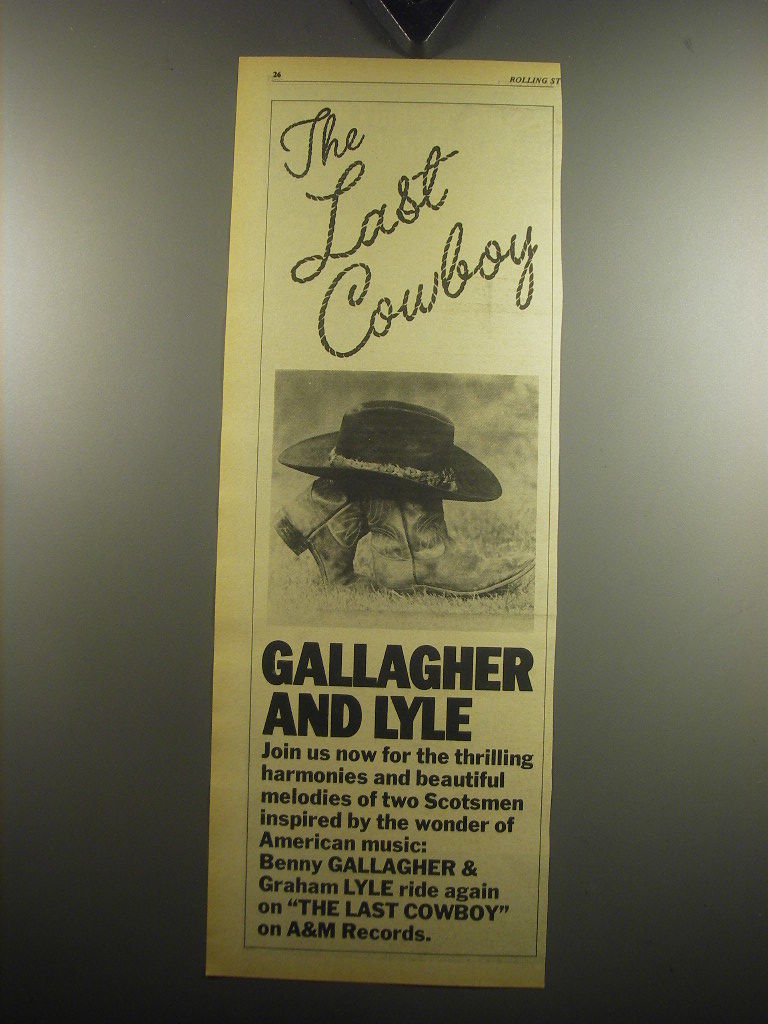 26
ROLLING ST
The
Last
Cowboy
GALLAGHER
AND LYLE
Join us now for the thrilling
harmonies and beautiful
melodies of two Scotsmen
inspired by the wonder of
American music:
Benny GALLAGHER &
Graham LYLE ride again
on “THE LAST COWBOY”
on A&M Records.